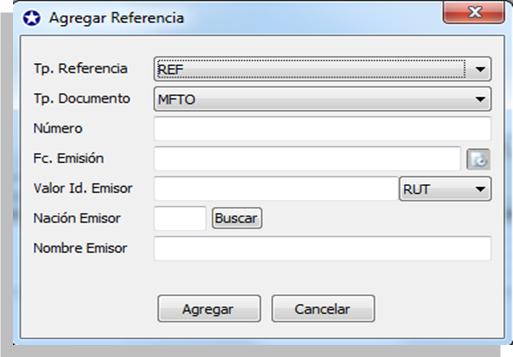 Agregar Referencia
Tp. Referencia REF
Tp. Documento MFTO
Número
Fc. Emisión
Valor Id. Emisor RUT
Nación Emisor Buscar
Nombre Emisor
Agregar Cancelar